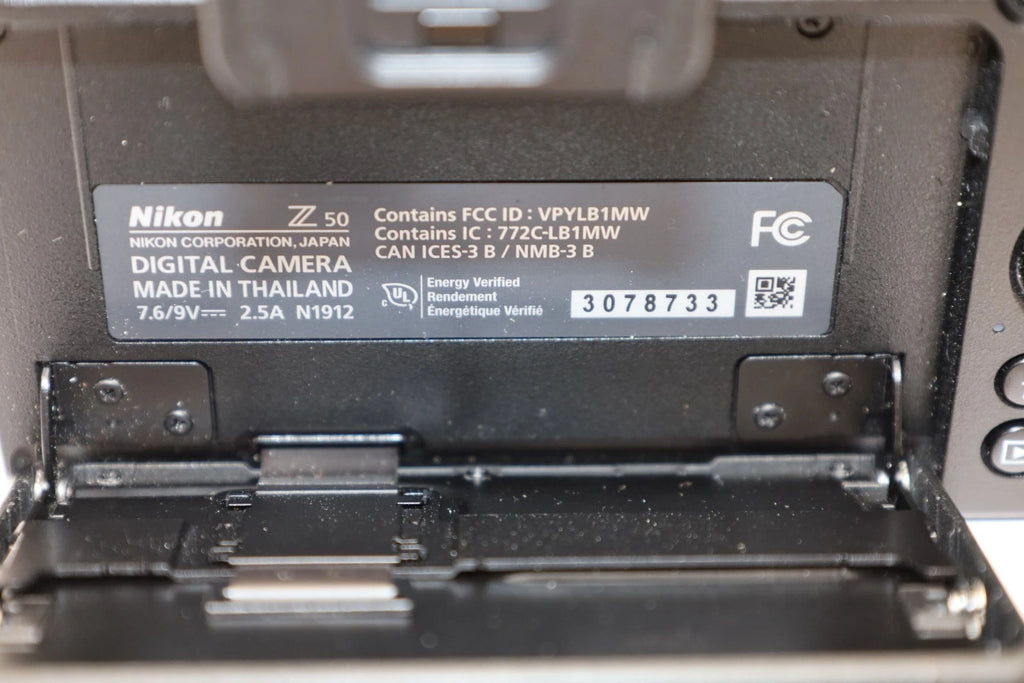 Nikon Z 50
NIKON CORPORATION, JAPAN
DIGITAL CAMERA
MADE IN THAILAND
7.6/9V⎓ 2.5A N1912
Contains FCC ID : VPYLB1MW
Contains IC : 772C-LB1MW
CAN ICES-3 B / NMB-3 B
c UL
Energy Verified
Rendement
Énergétique Vérifié
3078733
FC